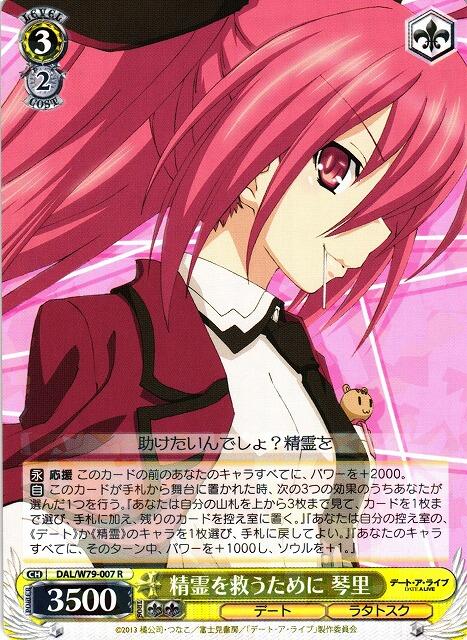 LEVEL
3
2
COST
助けたいんでしょ?精霊を
永 応援 このカードの前のあなたのキャラすべてに、パワーを+2000。
自 このカードが手札から舞台に置かれた時、次の3つの効果のうちあなたが
選んだ1つを行う。『あなたは自分の山札を上から3枚まで見て、カードを1枚
まで選び、手札に加え、残りのカードを控え室に置く。』『あなたは自分の控え室の、
《デート》か《精霊》のキャラを1枚選び、手札に戻してよい。』『あなたのキャラすべ
てに、そのターン中、パワーを+1000し、ソウルを+1。』
CH DAL/W79-007 R
精霊を救うために 琴里
デート・ア・ライブ
DATE A LIVE
POWER
3500
デート
ラタトスク
©2013 橘公司・つなこ/富士見書房/「デート・ア・ライブ」製作委員会